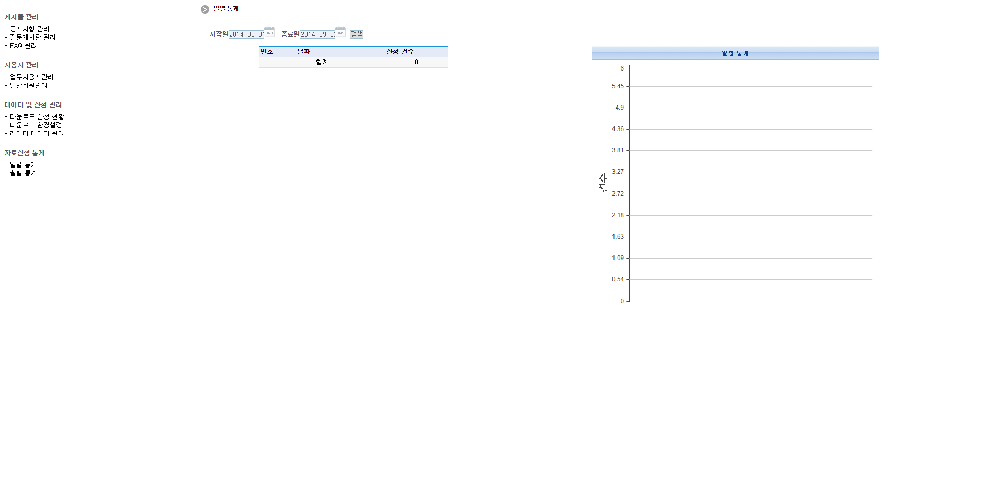 게시물 관리
- 공지사항 관리
- 질문게시판 관리
- FAQ 관리
사용자 관리
- 업무사용자관리
- 일반회원관리
데이터 및 신청 관리
- 다운로드 신청 현황
- 다운로드 환경설정
- 레이더 데이터 관리
자료신청 통계
- 일별 통계
- 월별 통계
일별통계
시작일 2014-09-01 DAY 종료일 2014-09-0 DAY 검색
번호 날짜 신청 건수
합계 0
일별 통계
건수
6
5.45
4.9
4.36
3.81
3.27
2.72
2.18
1.63
1.09
0.54
0